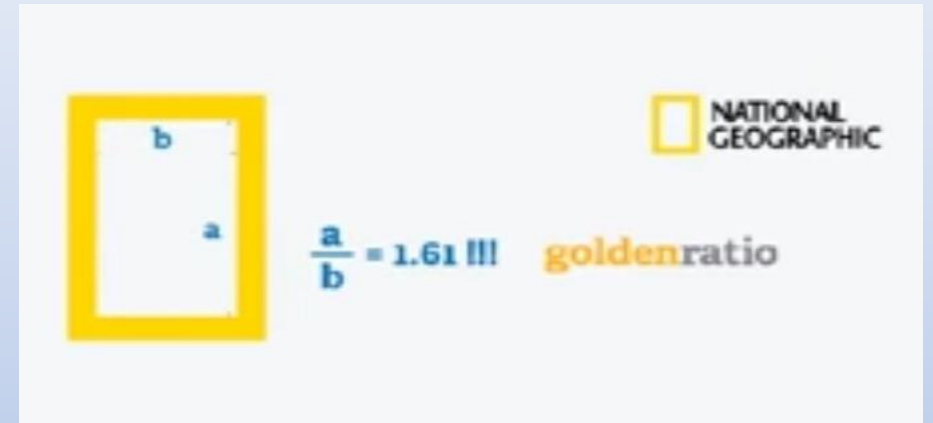 b
NATIONAL
GEOGRAPHIC
a
a
b
= 1.61 !!!
goldenratio